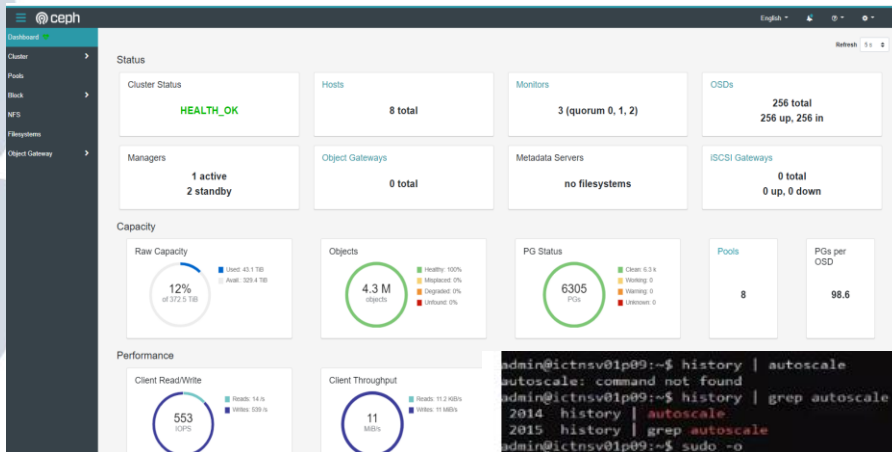 ceph
English
Dashboard
Cluster
Pools
Block
NFS
Filesystems
Object Gateway
Refresh 5 s
Status
Cluster Status
HEALTH_OK
Hosts
8 total
Monitors
3 (quorum 0, 1, 2)
OSDs
256 total
256 up, 256 in
Managers
1 active
2 standby
Object Gateways
0 total
Metadata Servers
no filesystems
iSCSI Gateways
0 total
0 up, 0 down
Capacity
Raw Capacity
12%
of 372.5 TiB
Used: 43.1 TiB
Avail.: 329.4 TiB
Objects
4.3 M
objects
Healthy: 100%
Misplaced: 0%
Degraded: 0%
Unfound: 0%
PG Status
6305
PGs
Clean: 6.3 k
Working: 0
Warning: 0
Unknown: 0
Pools
8
PGs per
OSD
98.6
Performance
Client Read/Write
553
IOPS
Reads: 14 /s
Writes: 539 /s
Client Throughput
11
MiB/s
Reads: 11.2 KiB/s
Writes: 11 MiB/s
admin@ictnsv01p09:~$ history | autoscale
autoscale: command not found
admin@ictnsv01p09:~$ history | grep autoscale
2014 history | autoscale
2015 history | grep autoscale
admin@ictnsv01p09:~$ sudo -o